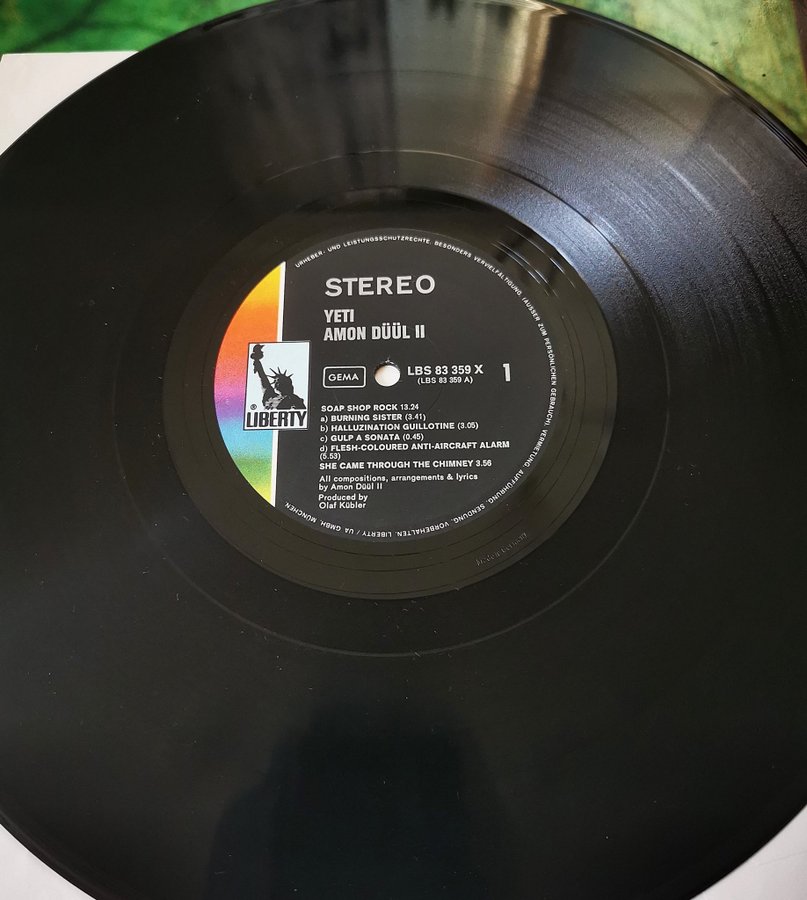 URHEBER- UND LEISTUNGSSCHUTZRECHTE. BESONDERS VERVIELFÄLTIGUNG. (AUSSER ZUM PERSÖNLICHEN GEBRAUCH), VERMIETUNG, AUFFÜHRUNG, SENDUNG, VORBEHALTEN. LIBERTY / UA GMBH, MÜNCHEN.
STEREO
YETI
AMON DÜÜL II
GEMA
LBS 83 359 X
1
(LBS 83 359 A)
® LIBERTY
SOAP SHOP ROCK 13.24
a) BURNING SISTER (3.41)
b) HALLUZINATION GUILLOTINE (3.05)
c) GULP A SONATA (0.45)
d) FLESH-COLOURED ANTI-AIRCRAFT ALARM
(5.53)
SHE CAME THROUGH THE CHIMNEY 3.56
All compositions, arrangements & lyrics
by Amon Düül II
Produced by
Olaf Kübler